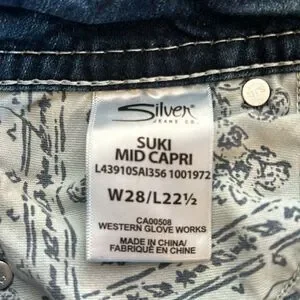 Silver
JEANS CO.
SUKI
MID CAPRI
L43910SAI356 1001972
W28/L22½
CA00508
WESTERN GLOVE WORKS
MADE IN CHINA/
FABRIQUÉ EN CHINE